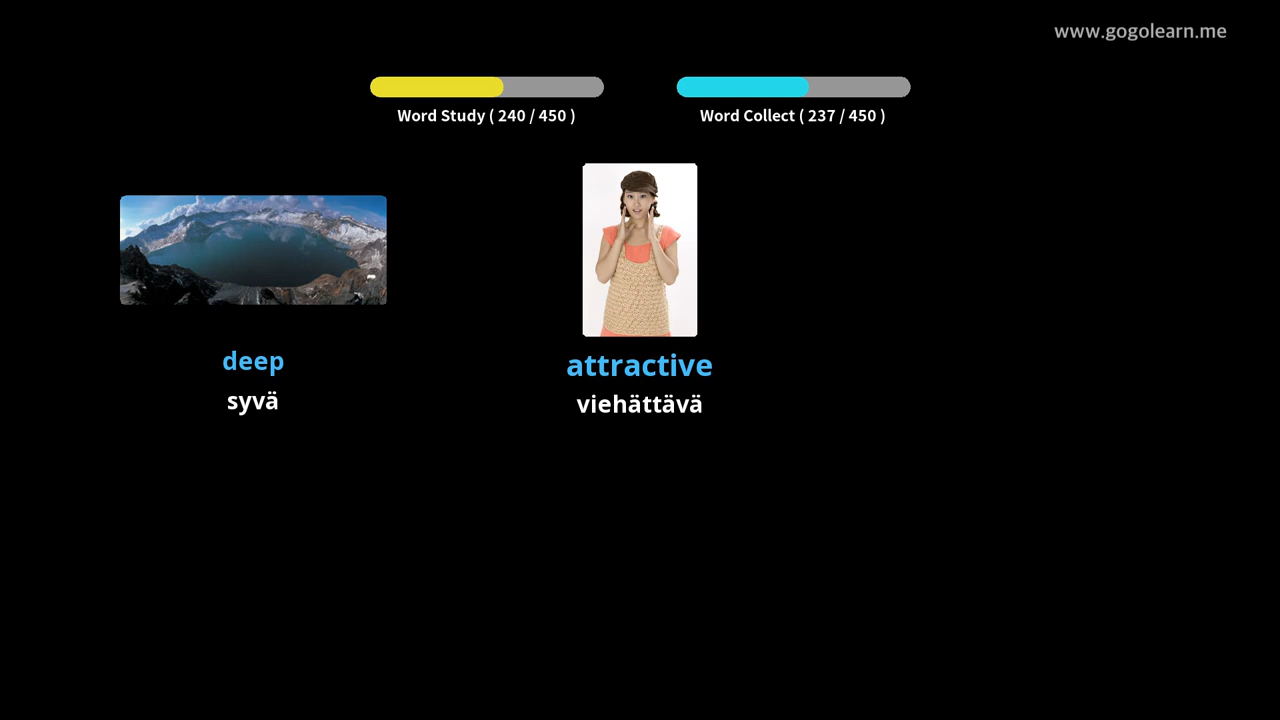 www.gogolearn.me
Word Study ( 240 / 450 )
Word Collect ( 237 / 450 )
deep
syvä
attractive
viehättävä